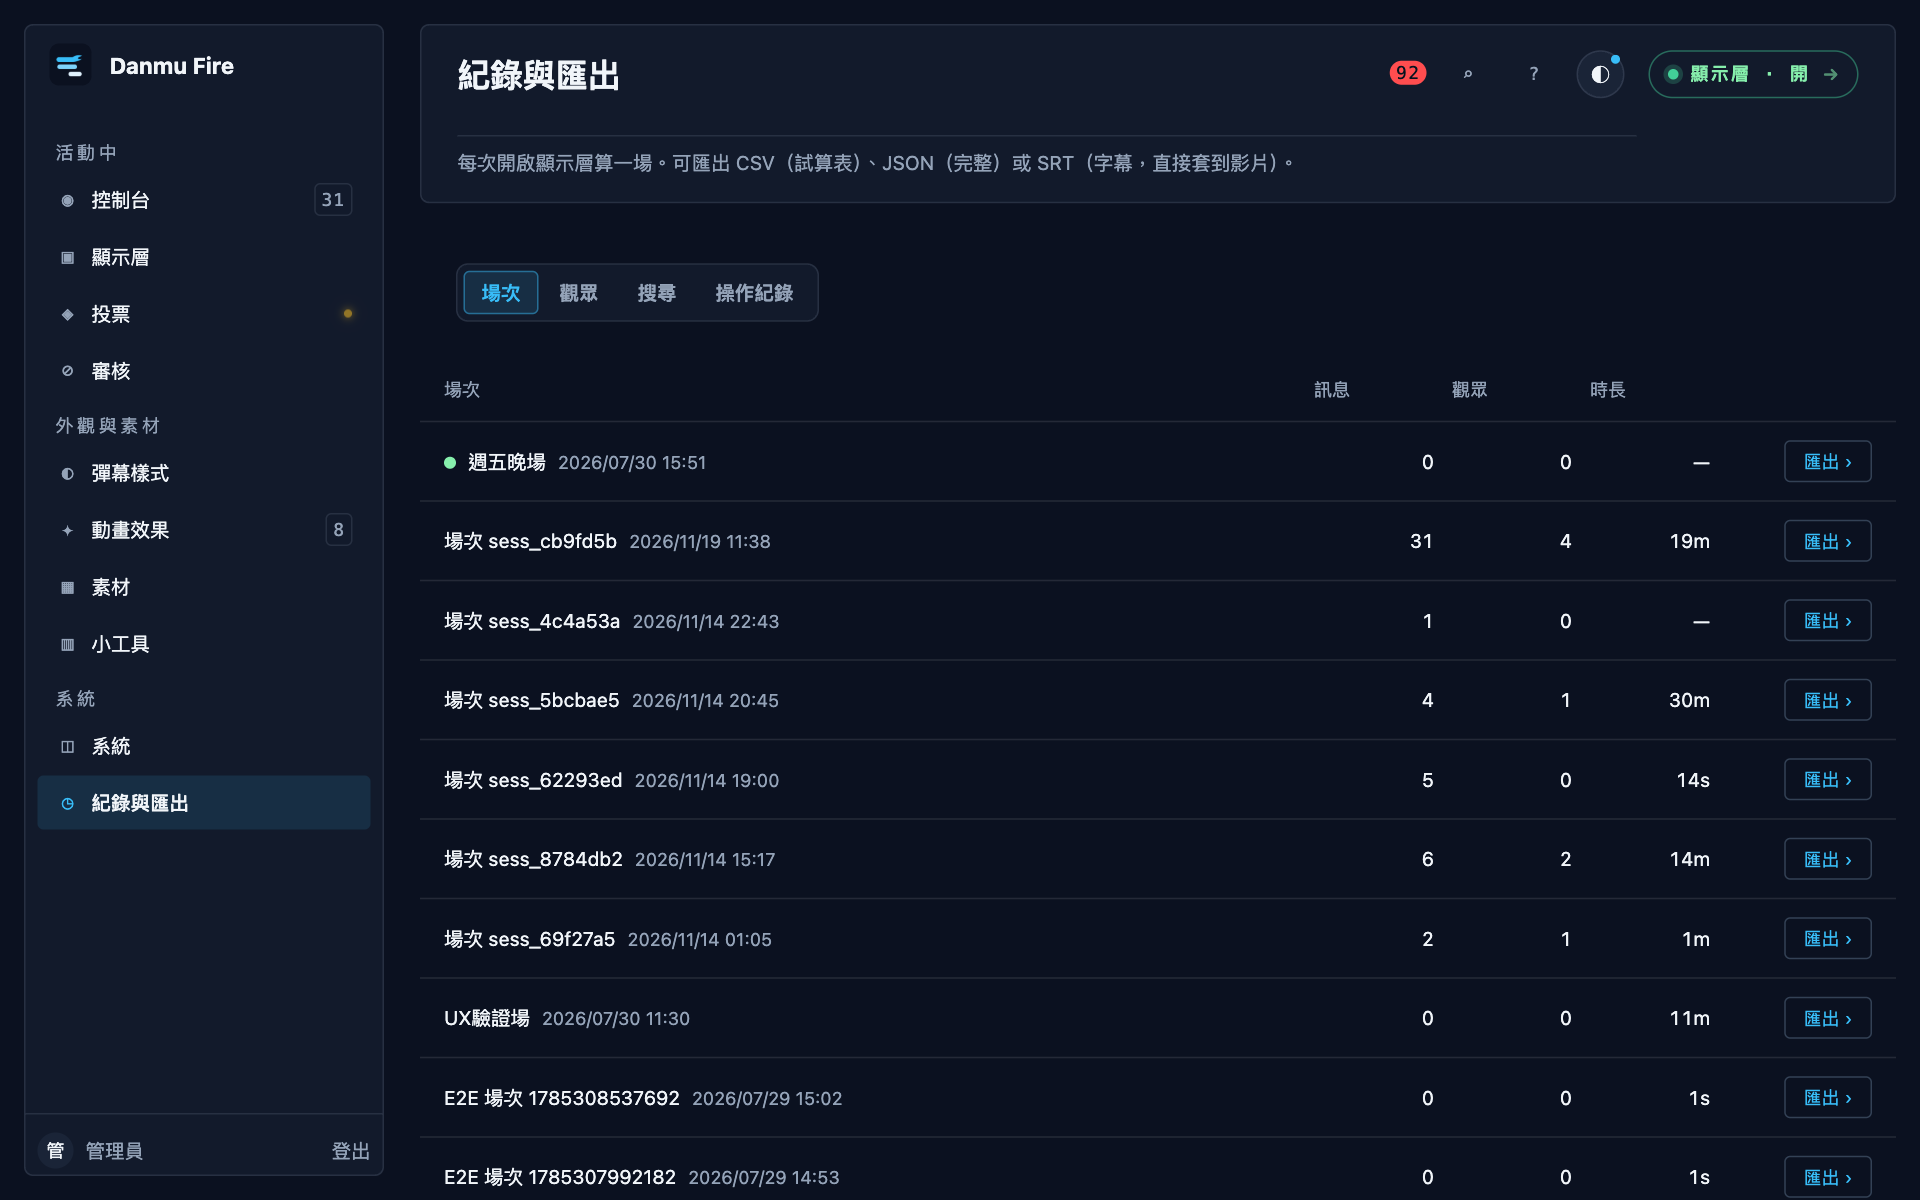 Danmu Fire
活動中
控制台 31
顯示層
投票
審核
外觀與素材
彈幕樣式
動畫效果 8
素材
小工具
系統
系統
紀錄與匯出
管 管理員 登出
紀錄與匯出
92 ? 顯示層 · 開 →
每次開啟顯示層算一場。可匯出 CSV（試算表）、JSON（完整）或 SRT（字幕，直接套到影片）。
場次 觀眾 搜尋 操作紀錄
場次 訊息 觀眾 時長
週五晚場 2026/07/30 15:51 0 0 — 匯出 ›
場次 sess_cb9fd5b 2026/11/19 11:38 31 4 19m 匯出 ›
場次 sess_4c4a53a 2026/11/14 22:43 1 0 — 匯出 ›
場次 sess_5bcbae5 2026/11/14 20:45 4 1 30m 匯出 ›
場次 sess_62293ed 2026/11/14 19:00 5 0 14s 匯出 ›
場次 sess_8784db2 2026/11/14 15:17 6 2 14m 匯出 ›
場次 sess_69f27a5 2026/11/14 01:05 2 1 1m 匯出 ›
UX驗證場 2026/07/30 11:30 0 0 11m 匯出 ›
E2E 場次 1785308537692 2026/07/29 15:02 0 0 1s 匯出 ›
E2E 場次 1785307992182 2026/07/29 14:53 0 0 1s 匯出 ›